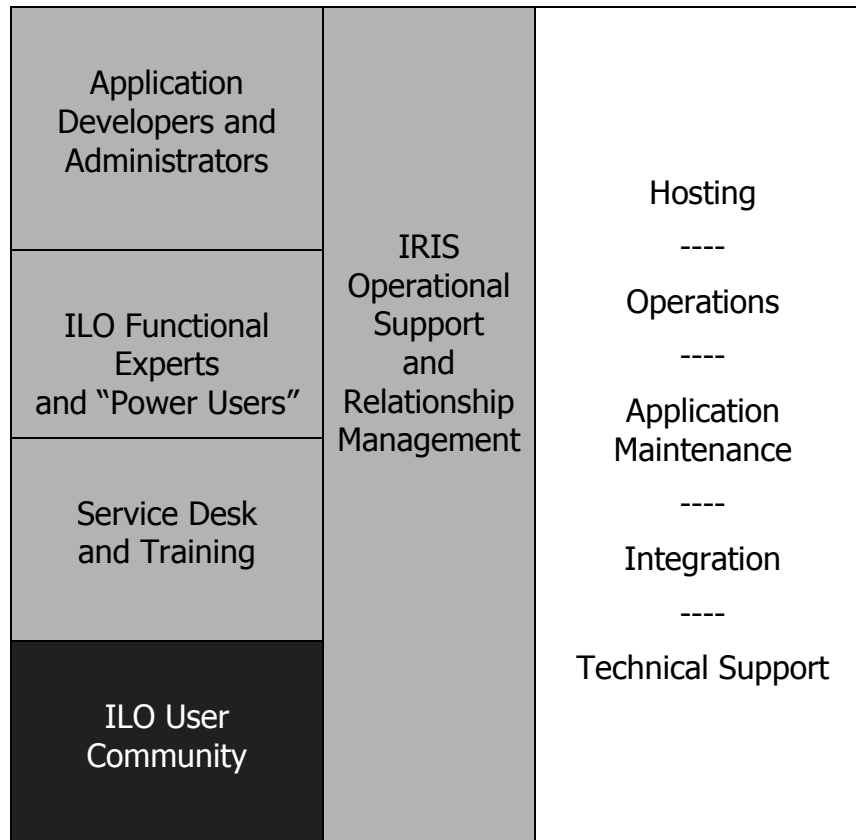 Application
Developers and
Administrators
ILO Functional
Experts
and “Power Users”
Service Desk
and Training
ILO User
Community
IRIS
Operational
Support
and
Relationship
Management
Hosting
----
Operations
----
Application
Maintenance
----
Integration
----
Technical Support